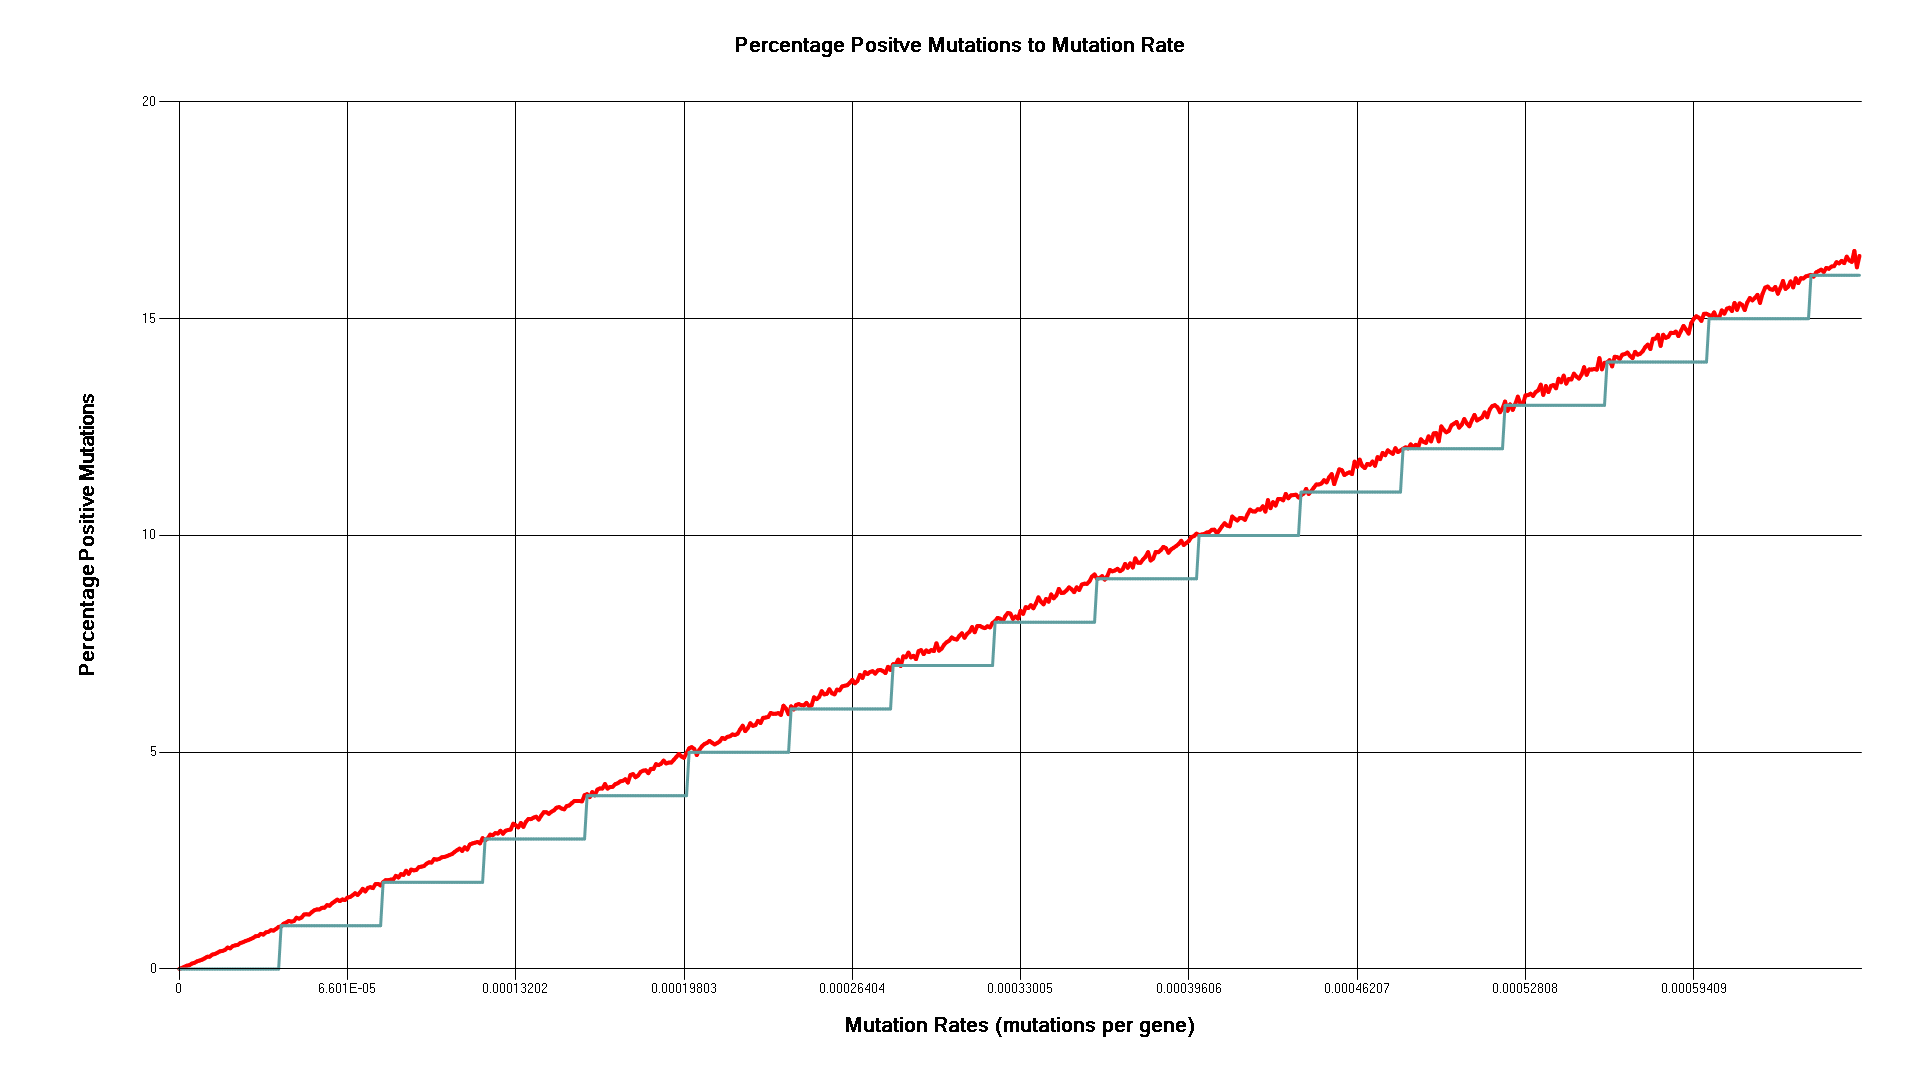 Percentage Positve Mutations to Mutation Rate
20
15
10
5
0
Percentage Positive Mutations
0 6.601E-05 0.00013202 0.00019803 0.00026404 0.00033005 0.00039606 0.00046207 0.00052808 0.00059409
Mutation Rates (mutations per gene)